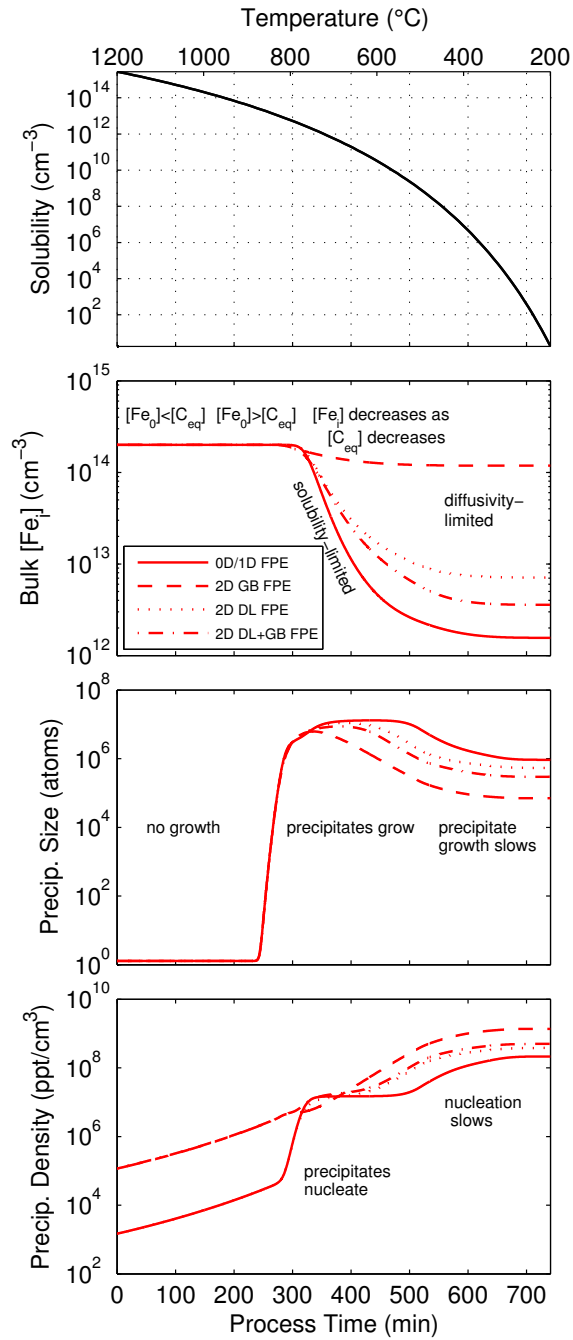 Temperature (°C)
1200 1000 800 600 400 200
Solubility (cm⁻³)
10¹⁴
10¹²
10¹⁰
10⁸
10⁶
10⁴
10²
Bulk [Feᵢ] (cm⁻³)
10¹⁵
10¹⁴
10¹³
10¹²
[Fe₀]<[C_eq] [Fe₀]>[C_eq] [Feᵢ] decreases as
[C_eq] decreases
solubility−limited
diffusivity−
limited
0D/1D FPE
2D GB FPE
2D DL FPE
2D DL+GB FPE
Precip. Size (atoms)
10⁸
10⁶
10⁴
10²
10⁰
no growth
precipitates grow
precipitate
growth slows
Precip. Density (ppt/cm³)
10¹⁰
10⁸
10⁶
10⁴
10²
precipitates
nucleate
nucleation
slows
0 100 200 300 400 500 600 700
Process Time (min)